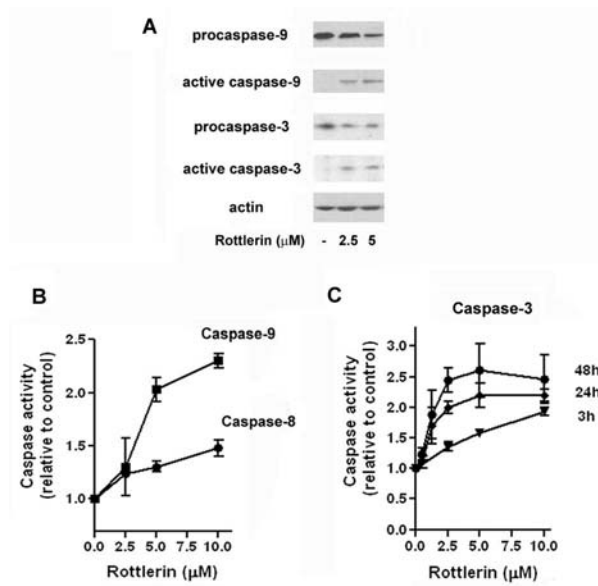 A
procaspase-9
active caspase-9
procaspase-3
active caspase-3
actin
Rottlerin (μM) - 2.5 5
B
Caspase activity
(relative to control)
2.5
2.0
1.5
1.0
Caspase-9
Caspase-8
0.0 2.5 5.0 7.5 10.0
Rottlerin (μM)
C
Caspase-3
Caspase activity
(relative to control)
3.0
2.5
2.0
1.5
1.0
0.5
0.0
48h
24h
3h
0.0 2.5 5.0 7.5 10.0
Rottlerin (μM)